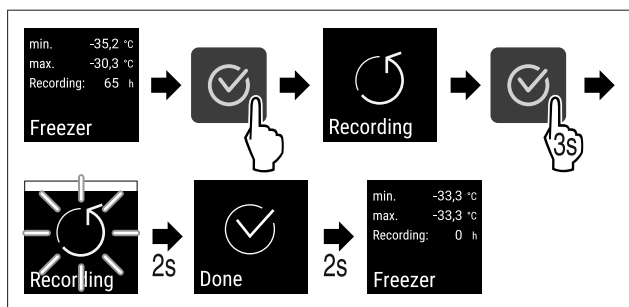 min. -35,2 °C
max. -30,3 °C
Recording: 65 h
Freezer
Recording
3s
Recording
2s
Done
2s
min. -33,3 °C
max. -33,3 °C
Recording: 0 h
Freezer